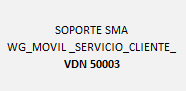 SOPORTE SMA
WG_MOVIL _SERVICIO_CLIENTE_
VDN 50003